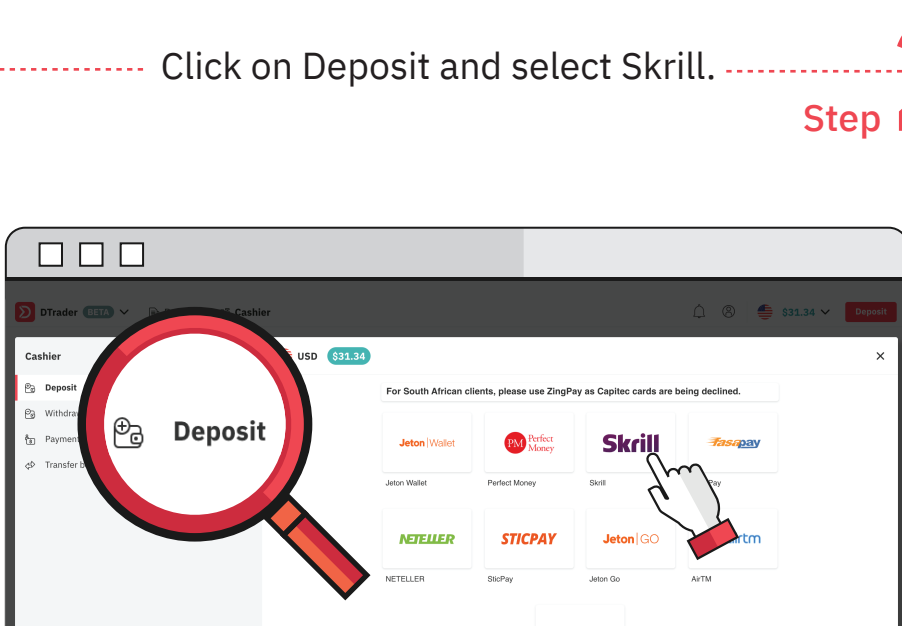 Click on Deposit and select Skrill.
Step
DTrader BETA
Cashier
$31.34
Deposit
Cashier
USD $31.34
Deposit
For South African clients, please use ZingPay as Capitec cards are being declined.
Deposit
Jeton Wallet
PM Perfect Money
Skrill
fasapay
Jeton Wallet
Perfect Money
Skrill
Pay
NETELLER
STICPAY
Jeton GO
rtm
NETELLER
SticPay
Jeton Go
AirTM